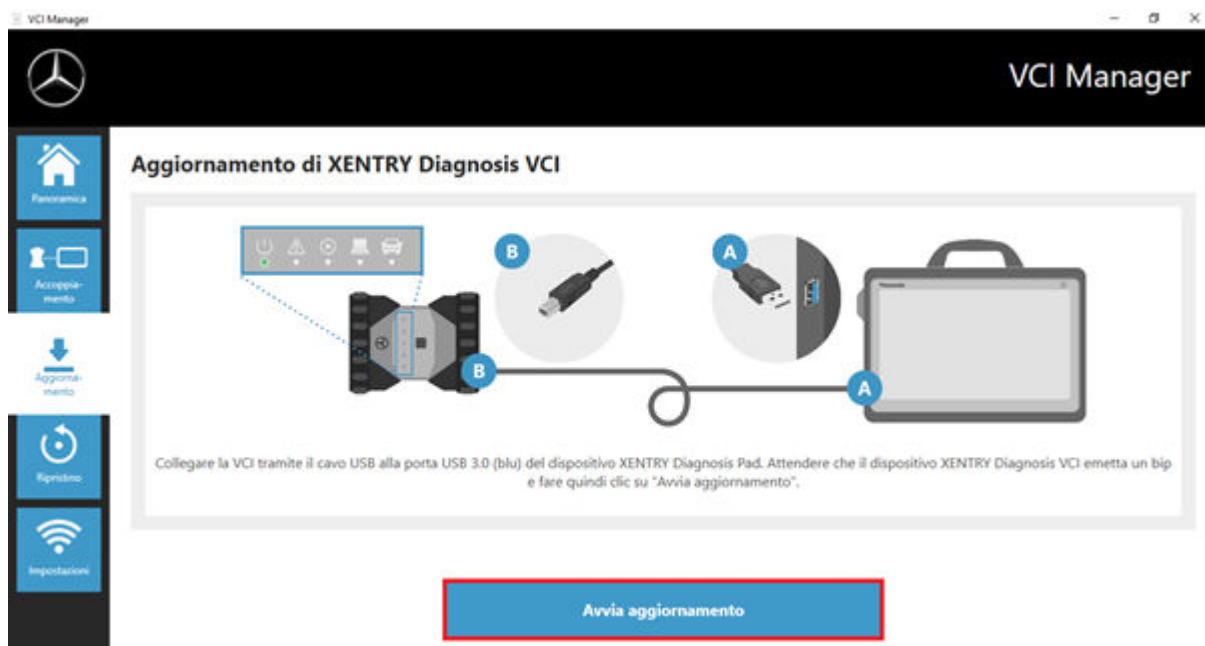 VCI Manager
VCI Manager
Panoramica
Accoppia-
mento
Aggiorna-
mento
Ripristino
Impostazioni
Aggiornamento di XENTRY Diagnosis VCI
B
A
B
A
Collegare la VCI tramite il cavo USB alla porta USB 3.0 (blu) del dispositivo XENTRY Diagnosis Pad. Attendere che il dispositivo XENTRY Diagnosis VCI emetta un bip
e fare quindi clic su "Avvia aggiornamento".
Avvia aggiornamento